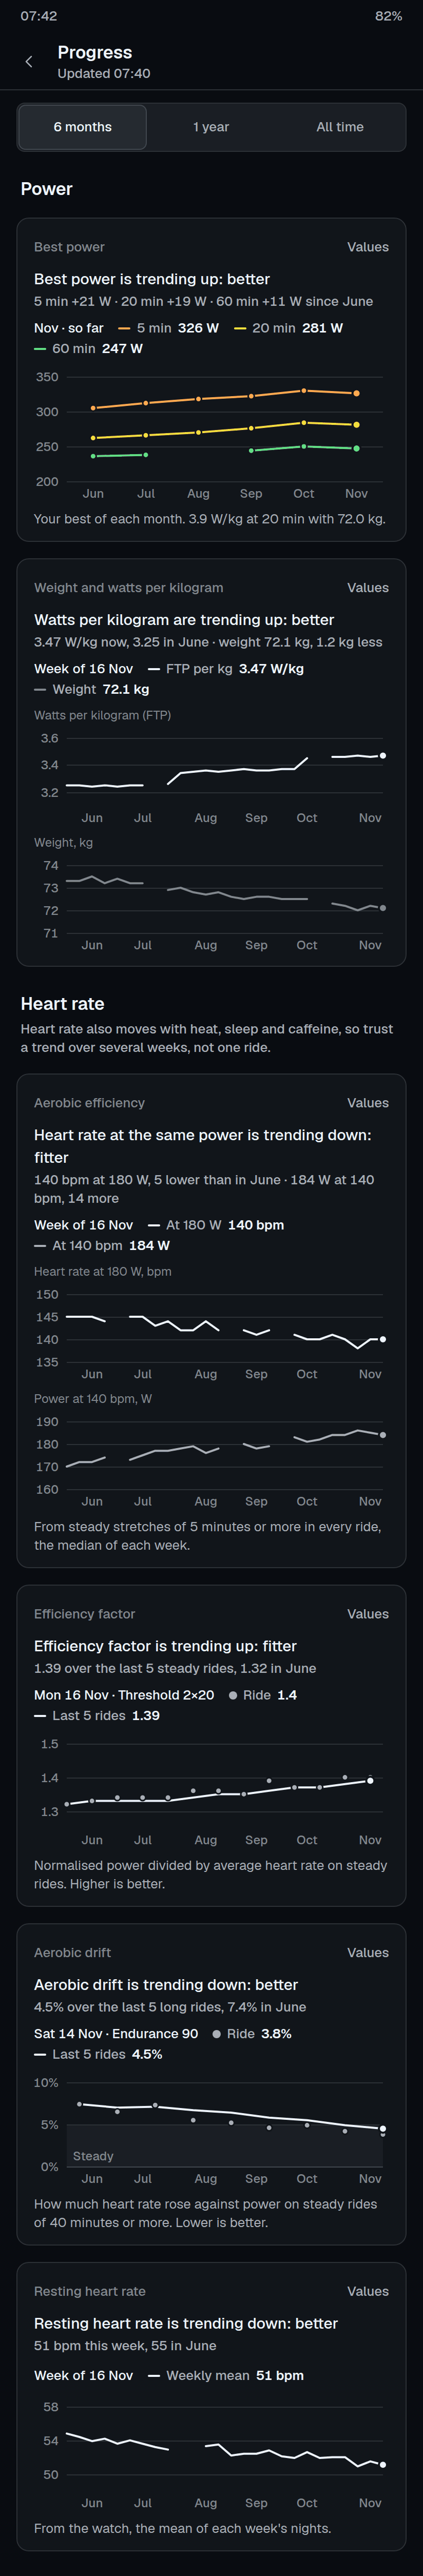 07:42 82%
Progress
Updated 07:40
6 months 1 year All time
Power
Best power Values
Best power is trending up: better
5 min +21 W · 20 min +19 W · 60 min +11 W since June
Nov · so far 5 min 326 W 20 min 281 W
60 min 247 W
350
300
250
200
Jun Jul Aug Sep Oct Nov
Your best of each month. 3.9 W/kg at 20 min with 72.0 kg.
Weight and watts per kilogram Values
Watts per kilogram are trending up: better
3.47 W/kg now, 3.25 in June · weight 72.1 kg, 1.2 kg less
Week of 16 Nov FTP per kg 3.47 W/kg
Weight 72.1 kg
Watts per kilogram (FTP)
3.6
3.4
3.2
Jun Jul Aug Sep Oct Nov
Weight, kg
74
73
72
71
Jun Jul Aug Sep Oct Nov
Heart rate
Heart rate also moves with heat, sleep and caffeine, so trust
a trend over several weeks, not one ride.
Aerobic efficiency Values
Heart rate at the same power is trending down:
fitter
140 bpm at 180 W, 5 lower than in June · 184 W at 140
bpm, 14 more
Week of 16 Nov At 180 W 140 bpm
At 140 bpm 184 W
Heart rate at 180 W, bpm
150
145
140
135
Jun Jul Aug Sep Oct Nov
Power at 140 bpm, W
190
180
170
160
Jun Jul Aug Sep Oct Nov
From steady stretches of 5 minutes or more in every ride,
the median of each week.
Efficiency factor Values
Efficiency factor is trending up: fitter
1.39 over the last 5 steady rides, 1.32 in June
Mon 16 Nov · Threshold 2×20 Ride 1.4
Last 5 rides 1.39
1.5
1.4
1.3
Jun Jul Aug Sep Oct Nov
Normalised power divided by average heart rate on steady
rides. Higher is better.
Aerobic drift Values
Aerobic drift is trending down: better
4.5% over the last 5 long rides, 7.4% in June
Sat 14 Nov · Endurance 90 Ride 3.8%
Last 5 rides 4.5%
10%
5%
Steady
0%
Jun Jul Aug Sep Oct Nov
How much heart rate rose against power on steady rides
of 40 minutes or more. Lower is better.
Resting heart rate Values
Resting heart rate is trending down: better
51 bpm this week, 55 in June
Week of 16 Nov Weekly mean 51 bpm
58
54
50
Jun Jul Aug Sep Oct Nov
From the watch, the mean of each week's nights.